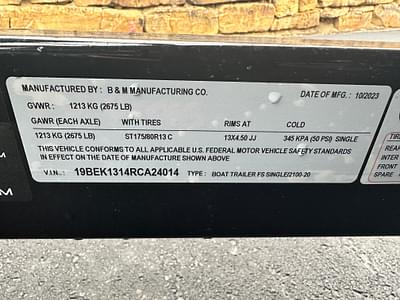 MANUFACTURED BY : B & M MANUFACTURING CO.
DATE OF MFG. : 10/2023
GVWR : 1213 KG (2675 LB)
GAWR (EACH AXLE) WITH TIRES RIMS AT COLD
1213 KG (2675 LB) ST175/80R13 C 13X4.50 JJ 345 KPA (50 PSI) SINGLE
THIS VEHICLE CONFORMS TO ALL APPLICABLE U.S. FEDERAL MOTOR VEHICLE SAFETY STANDARDS
IN EFFECT ON THE DATE OF MANUFACTURE SHOWN ABOVE
V.I.N. : 19BEK1314RCA24014 TYPE : BOAT TRAILER FS SINGLE/2100-20
TIRE
REAR
SPARE